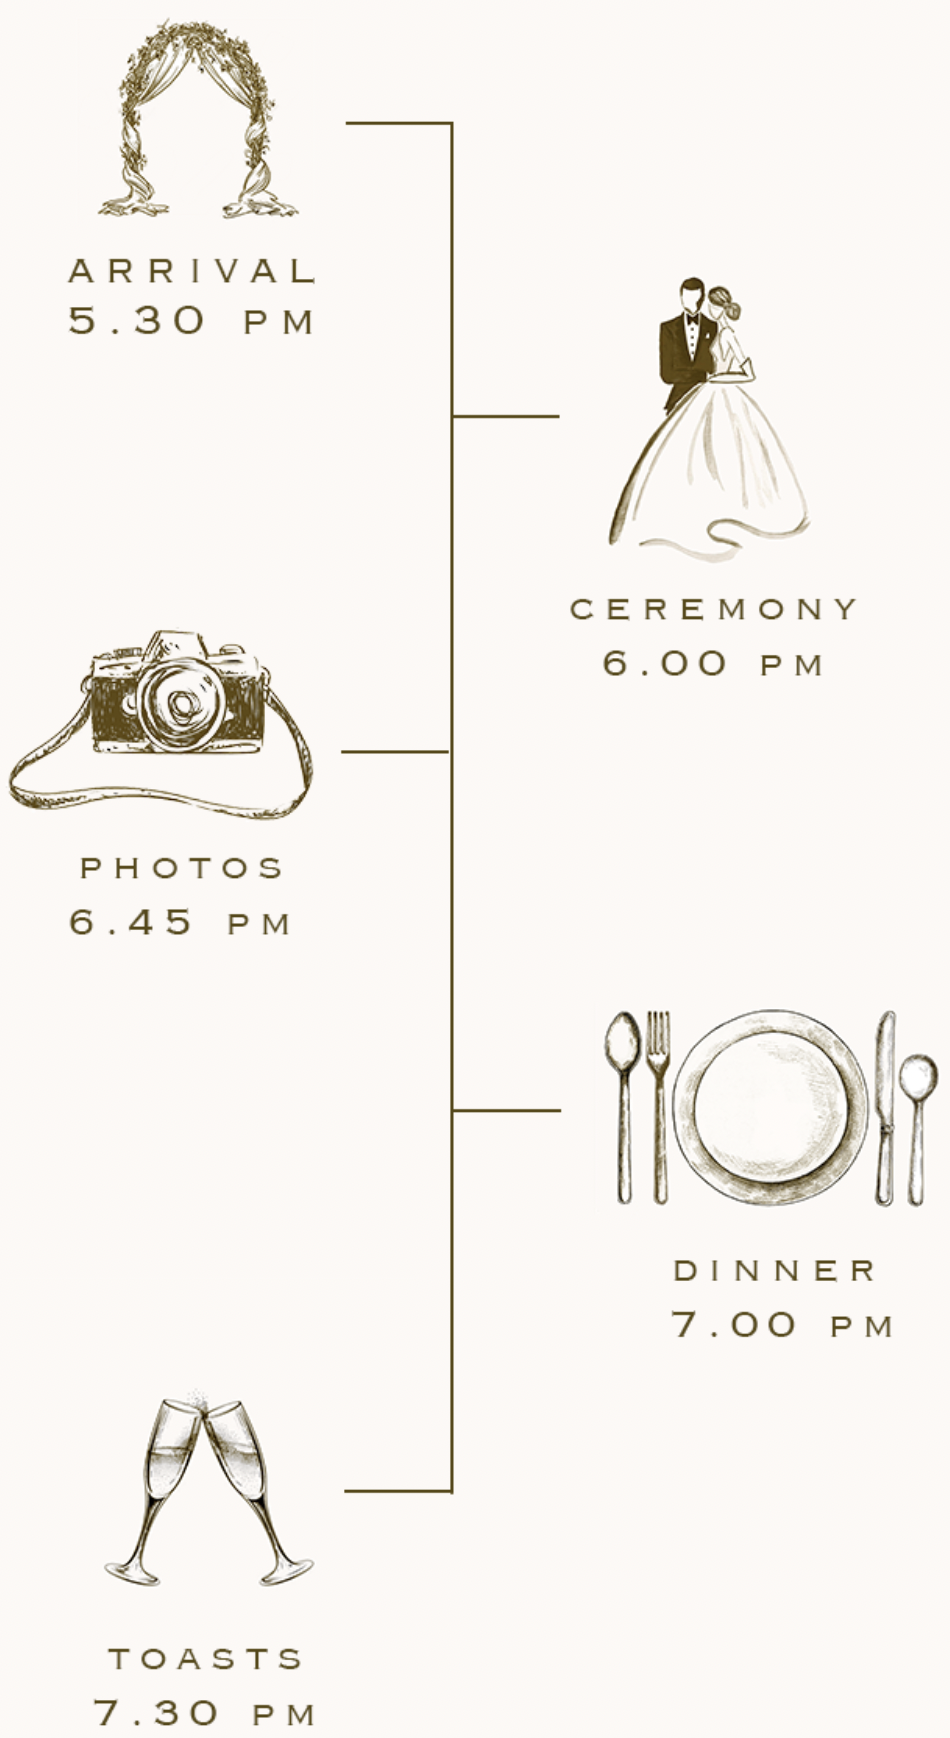 ARRIVAL
5.30 PM
CEREMONY
6.00 PM
PHOTOS
6.45 PM
DINNER
7.00 PM
TOASTS
7.30 PM